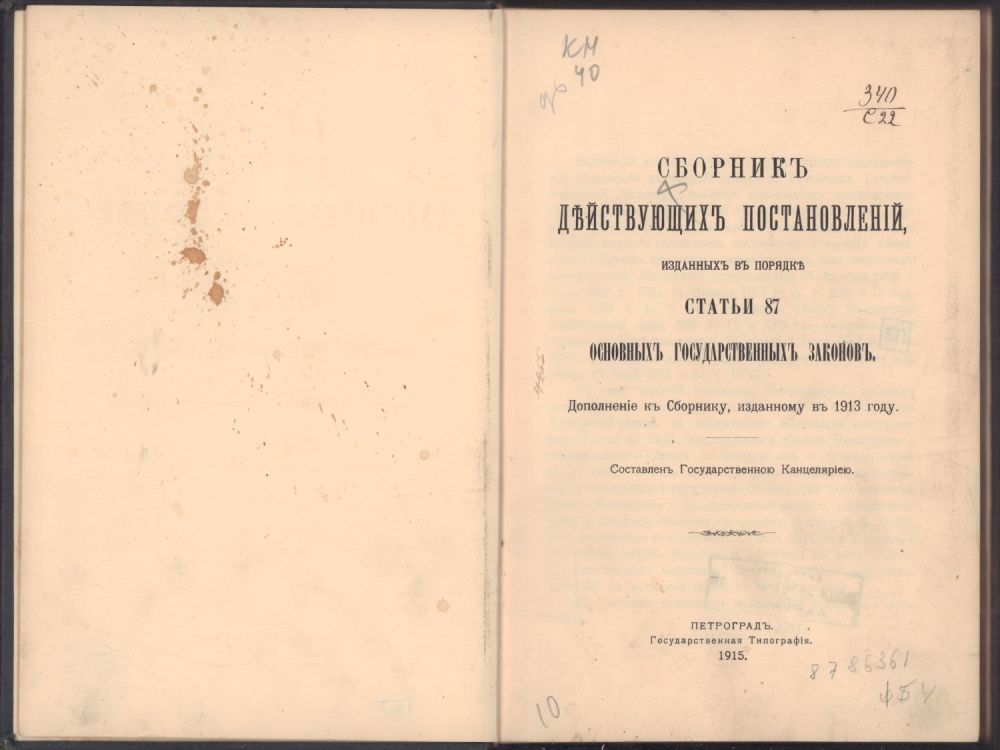 КМ
40
340
С22
СБОРНИКЪ
ДѢЙСТВУЮЩИХЪ ПОСТАНОВЛЕНІЙ,
ИЗДАННЫХЪ ВЪ ПОРЯДКѢ
СТАТЬИ 87
ОСНОВНЫХЪ ГОСУДАРСТВЕННЫХЪ ЗАКОНОВЪ.
Дополненіе къ Сборнику, изданному въ 1913 году.
Составленъ Государственною Канцеляріею.
ПЕТРОГРАДЪ.
Государственная Типографія.
1915.
8786361
10